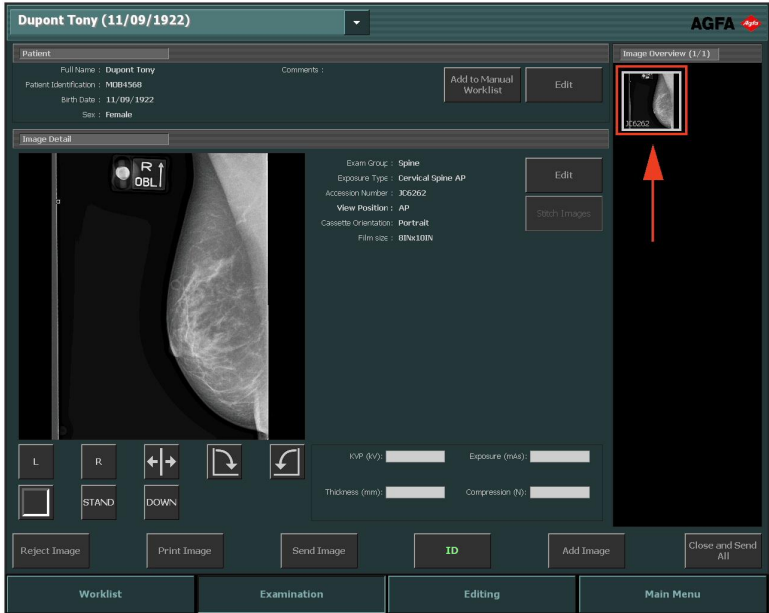 Dupont Tony (11/09/1922)
AGFA Agfa
Patient
Full Name : Dupont Tony
Comments :
Patient Identification : MOB4568
Birth Date : 11/09/1922
Sex : Female
Add to Manual
Worklist
Edit
Image Overview (1/1)
JC6262
Image Detail
R
OBL
Exam Group : Spine
Exposure Type : Cervical Spine AP
Accession Number : JC6262
View Position : AP
Cassette Orientation: Portrait
Film size : 8INx10IN
Edit
Stitch Images
L
R
STAND
DOWN
KVP (kV):
Exposure (mAs):
Thickness (mm):
Compression (N):
Reject Image
Print Image
Send Image
ID
Add Image
Close and Send
All
Worklist
Examination
Editing
Main Menu